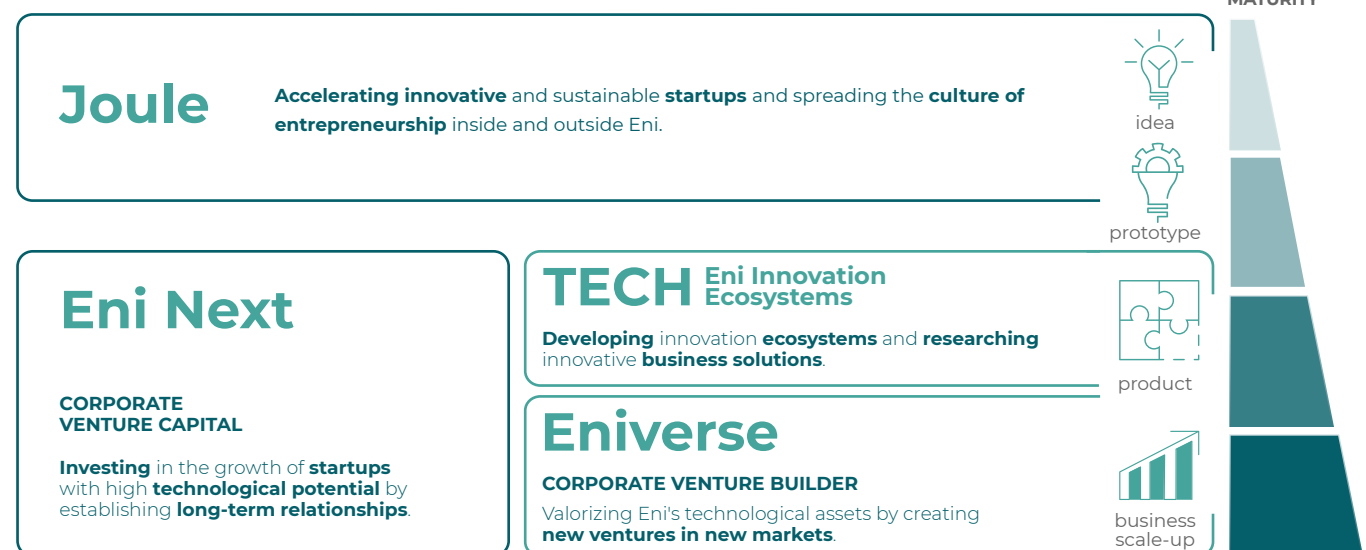 MATURITY
Joule
Accelerating innovative and sustainable startups and spreading the culture of
entrepreneurship inside and outside Eni.
idea
prototype
Eni Next
CORPORATE
VENTURE CAPITAL
Investing in the growth of startups
with high technological potential by
establishing long-term relationships.
TECH Eni Innovation
Ecosystems
Developing innovation ecosystems and researching
innovative business solutions.
product
Eniverse
CORPORATE VENTURE BUILDER
Valorizing Eni's technological assets by creating
new ventures in new markets.
business
scale-up